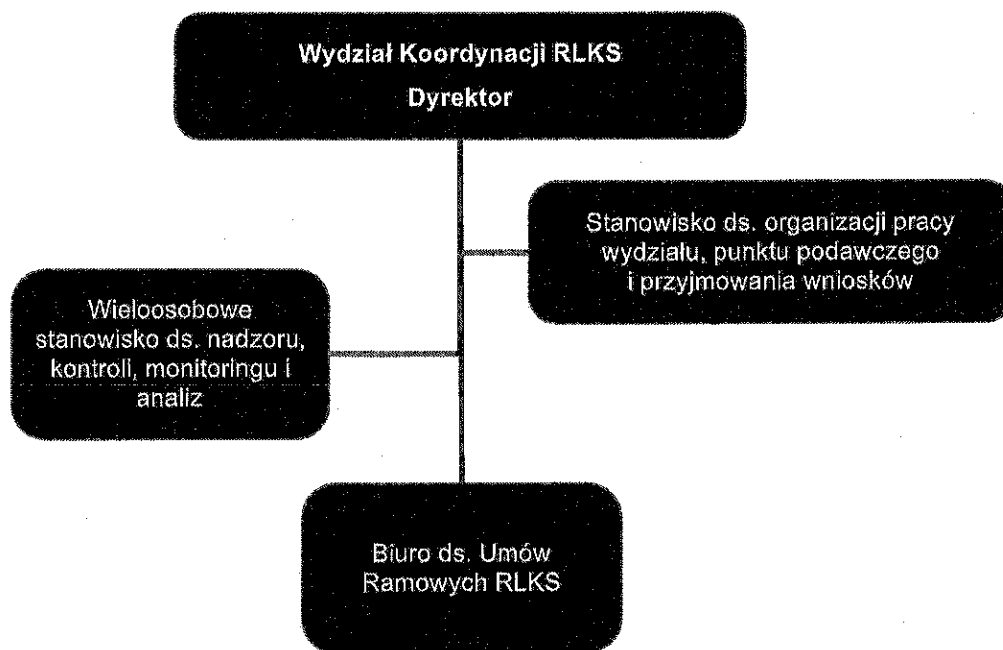 Wydział Koordynacji RLKS
Dyrektor
Stanowisko ds. organizacji pracy
wydziału, punktu podawczego
i przyjmowania wniosków
Wieloosobowe
stanowisko ds. nadzoru,
kontroli, monitoringu i
analiz
Biuro ds. Umów
Ramowych RLKS